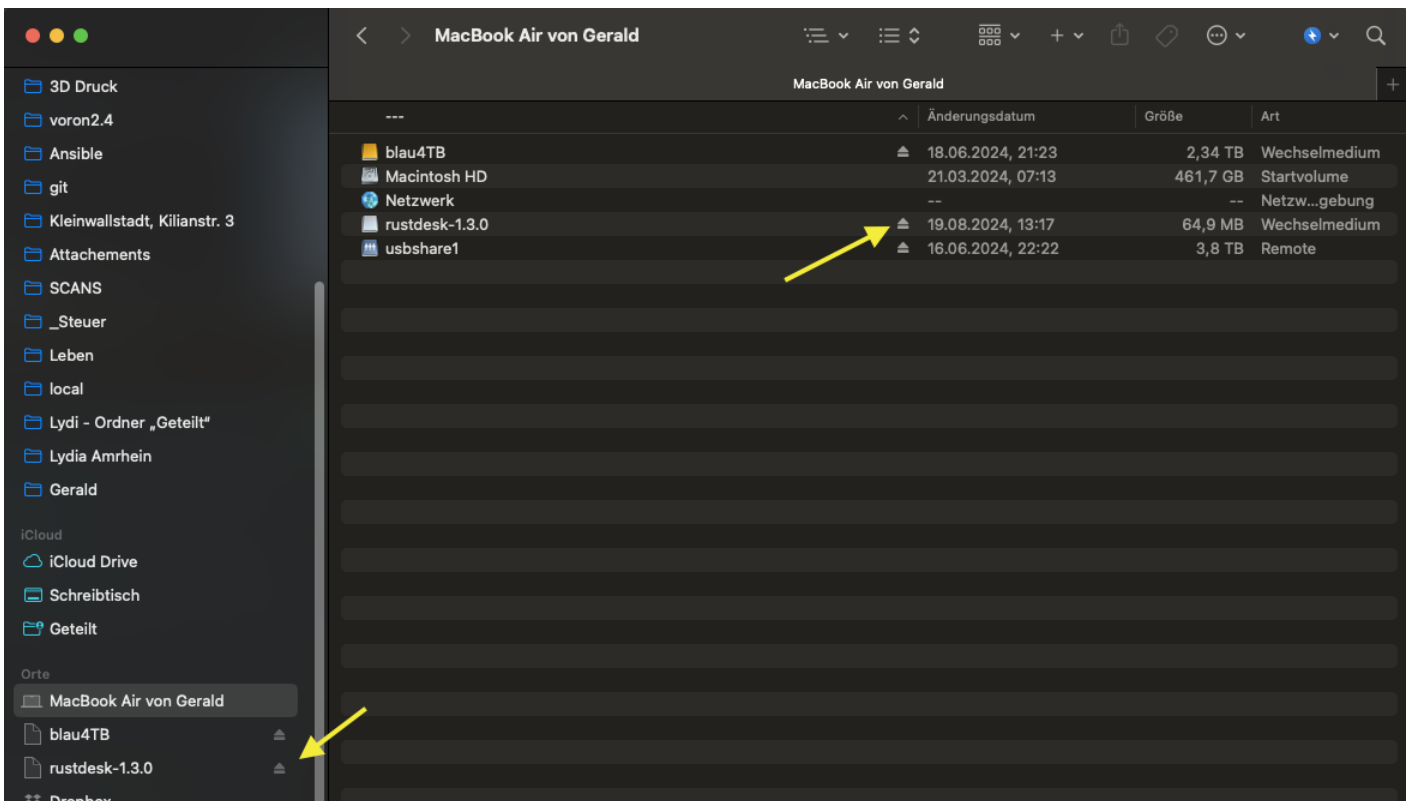 MacBook Air von Gerald
MacBook Air von Gerald
--- Änderungsdatum Größe Art
blau4TB 18.06.2024, 21:23 2,34 TB Wechselmedium
Macintosh HD 21.03.2024, 07:13 461,7 GB Startvolume
Netzwerk -- -- Netzw...gebung
rustdesk-1.3.0 19.08.2024, 13:17 64,9 MB Wechselmedium
usbshare1 16.06.2024, 22:22 3,8 TB Remote
3D Druck
voron2.4
Ansible
git
Kleinwallstadt, Kilianstr. 3
Attachements
SCANS
_Steuer
Leben
local
Lydi - Ordner „Geteilt“
Lydia Amrhein
Gerald
iCloud
iCloud Drive
Schreibtisch
Geteilt
Orte
MacBook Air von Gerald
blau4TB
rustdesk-1.3.0
Dropbox